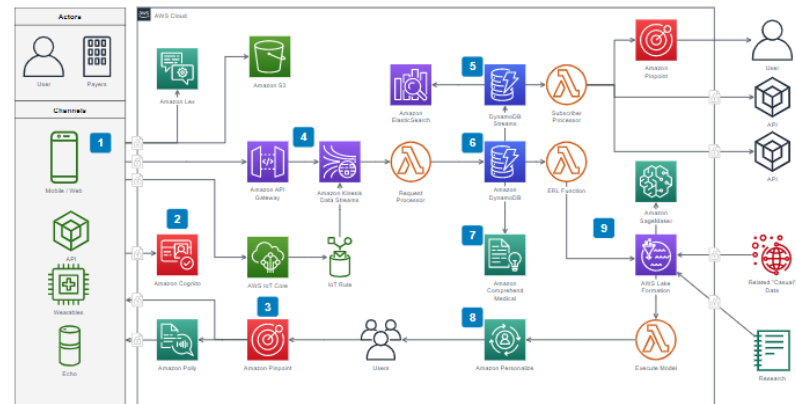 Actors
AWS Cloud
User
Payers
Channels
1
Mobile / Web
API
Wearables
Echo
Amazon Lex
Amazon S3
4
Amazon API
Gateway
Amazon Kinesis
Data Streams
Request
Processor
2
Amazon Cognito
AWS IoT Core
IoT Rule
3
Amazon Polly
Amazon Pinpoint
Users
5
Amazon
ElasticSearch
DynamoDB
Streams
Subscriber
Processor
6
Amazon
DynamoDB
ERL Function
7
Amazon
Comprehend
Medical
8
Amazon Personalize
Amazon
Pinpoint
User
API
API
Amazon
SageMaker
9
AWS Lake
Formation
Execute Model
Related "Casual"
Data
Research